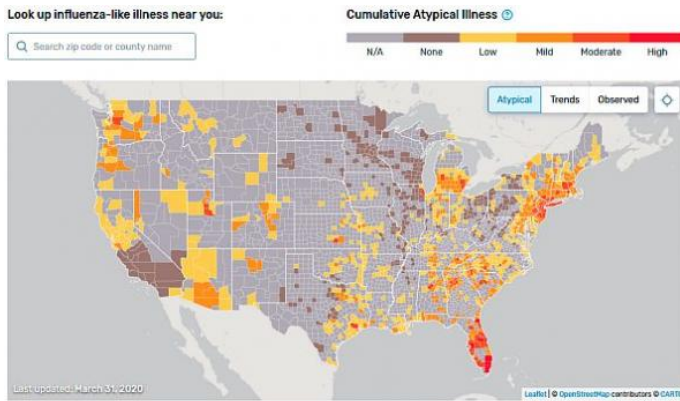 Look up influenza-like illness near you:
Search zip code or county name
Cumulative Atypical Illness ?
N/A None Low Mild Moderate High
Atypical Trends Observed
Last updated: March 31, 2020
Leaflet | © OpenStreetMap contributors © CART